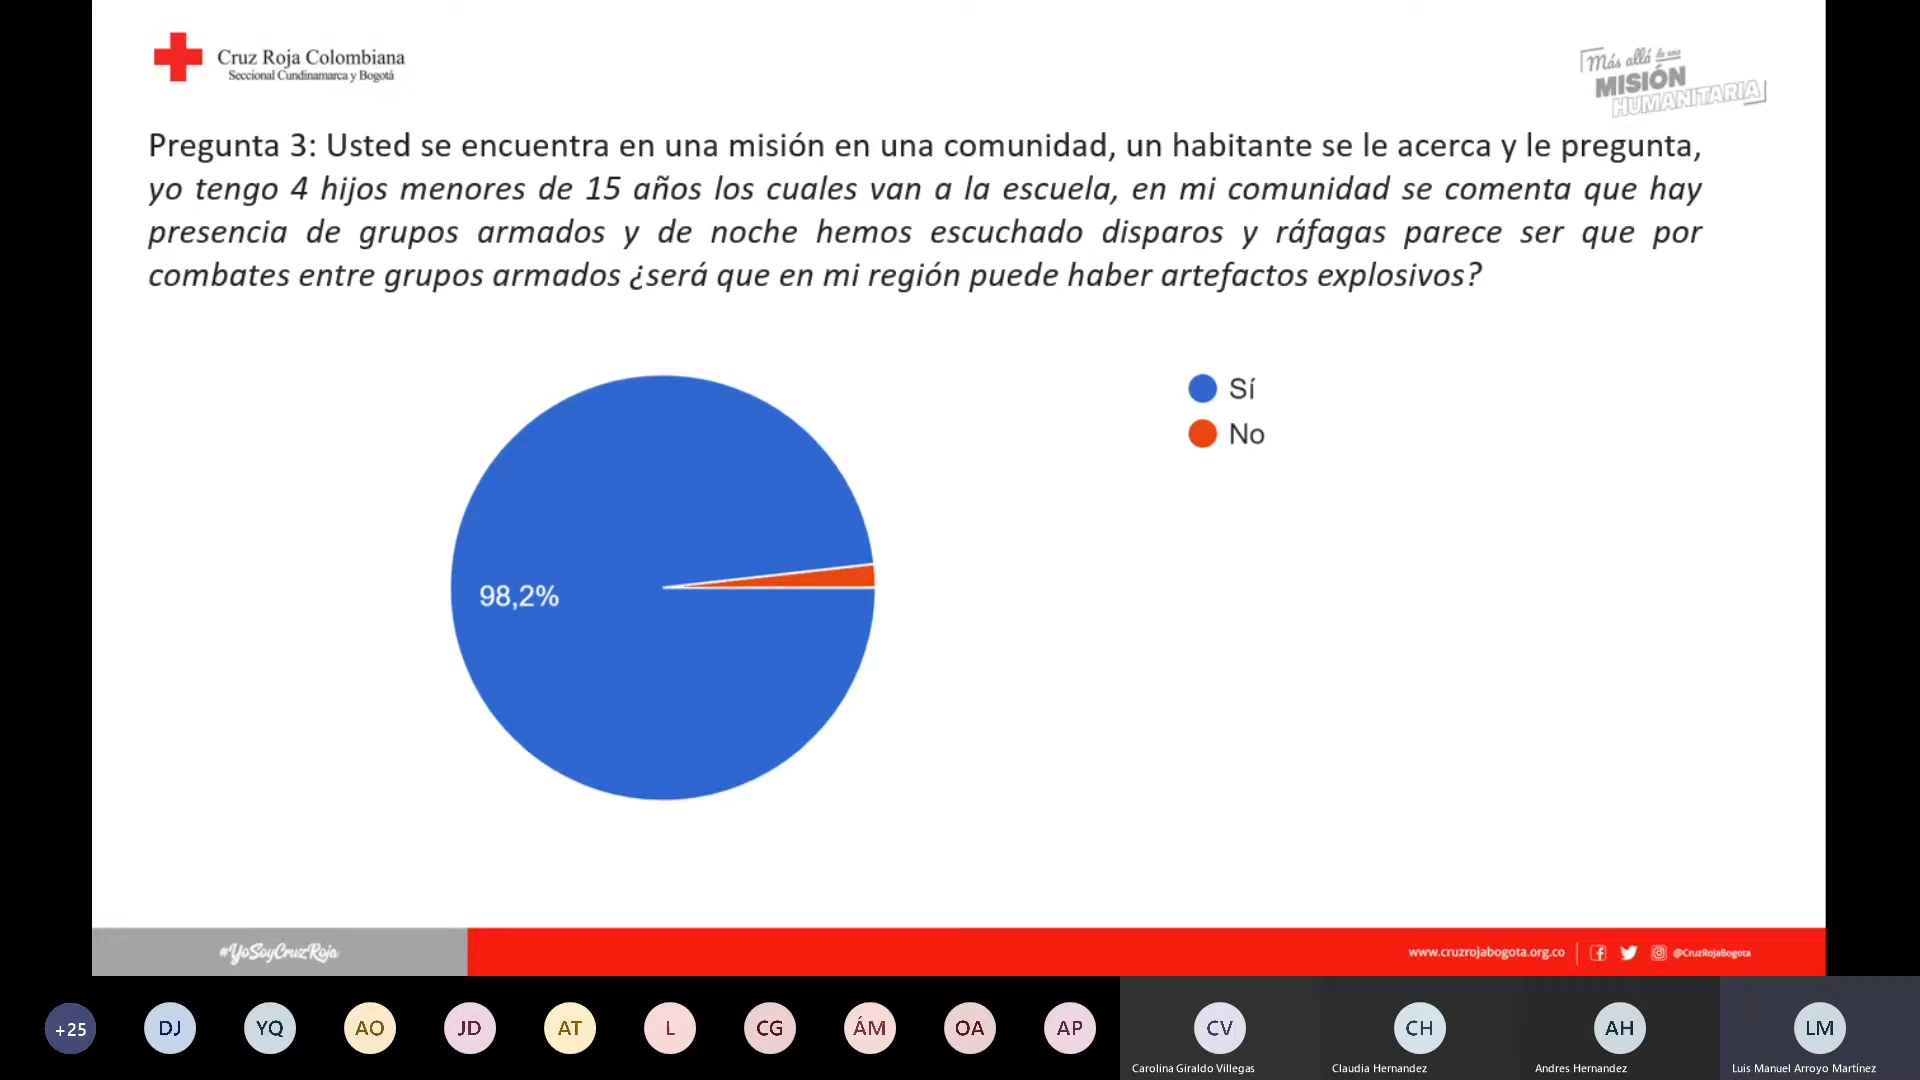 Cruz Roja Colombiana
Seccional Cundinamarca y Bogotá
Más allá de una
MISIÓN
HUMANITARIA
Pregunta 3: Usted se encuentra en una misión en una comunidad, un habitante se le acerca y le pregunta,
yo tengo 4 hijos menores de 15 años los cuales van a la escuela, en mi comunidad se comenta que hay
presencia de grupos armados y de noche hemos escuchado disparos y ráfagas parece ser que por
combates entre grupos armados ¿será que en mi región puede haber artefactos explosivos?
Sí
No
98,2%
#YoSoyCruzRoja
www.cruzrojabogota.org.co
@CruzRojaBogota
+25
DJ
YQ
AO
JD
AT
L
CG
ÁM
OA
AP
CV
CH
AH
LM
Carolina Giraldo Villegas
Claudia Hernandez
Andres Hernandez
Luis Manuel Arroyo Martínez